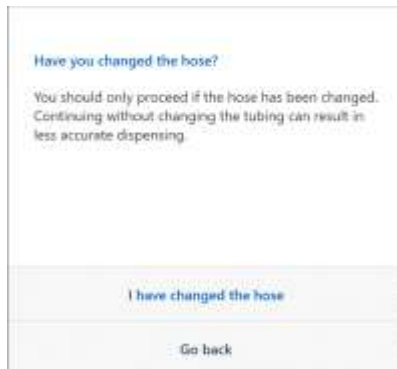 Have you changed the hose?
You should only proceed if the hose has been changed.
Continuing without changing the tubing can result in
less accurate dispensing.
I have changed the hose
Go back